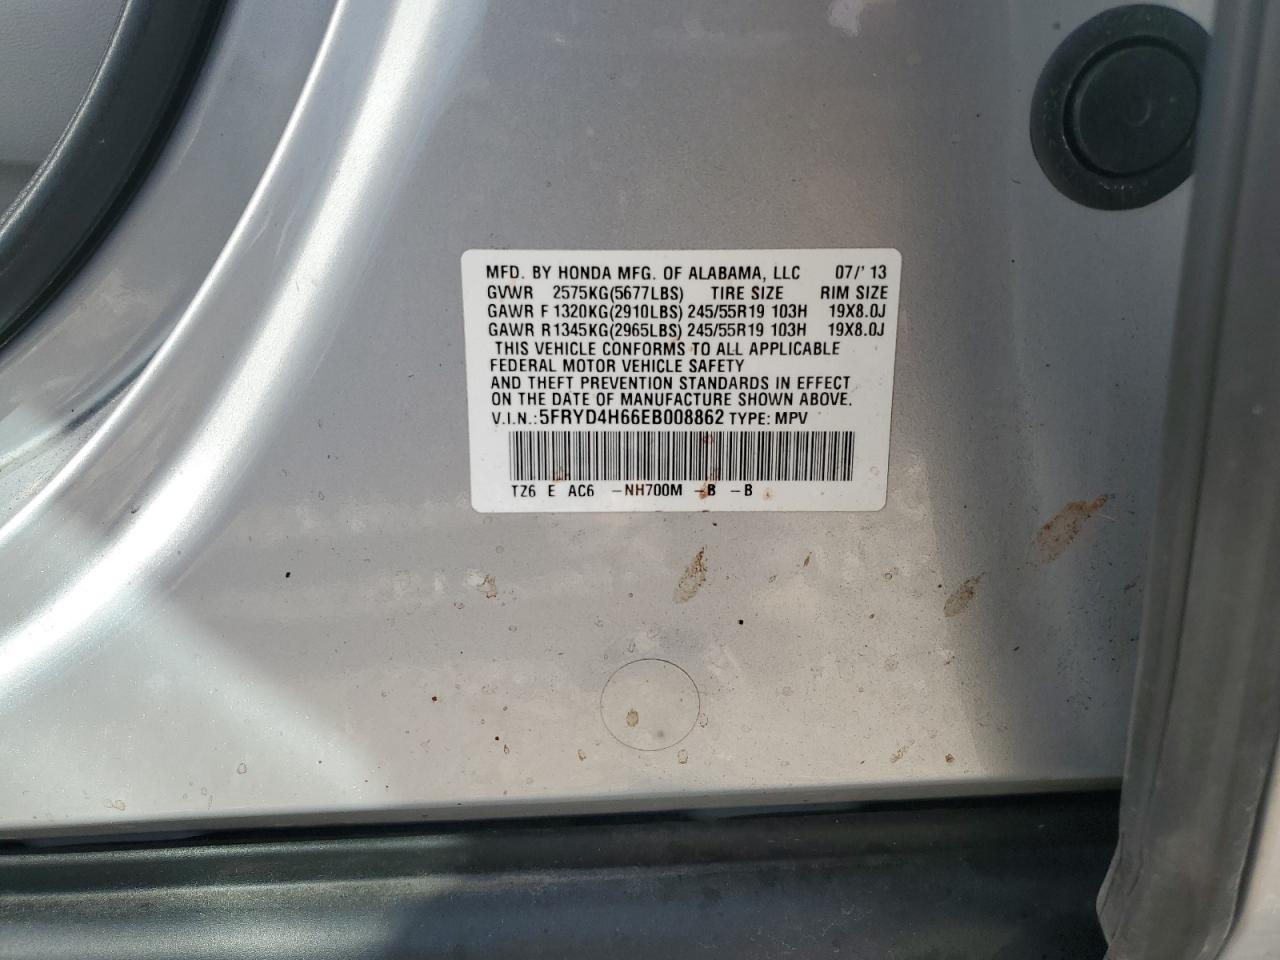 MFD. BY HONDA MFG. OF ALABAMA, LLC 07/' 13
GVWR 2575KG(5677LBS) TIRE SIZE RIM SIZE
GAWR F 1320KG(2910LBS) 245/55R19 103H 19X8.0J
GAWR R 1345KG(2965LBS) 245/55R19 103H 19X8.0J
THIS VEHICLE CONFORMS TO ALL APPLICABLE
FEDERAL MOTOR VEHICLE SAFETY
AND THEFT PREVENTION STANDARDS IN EFFECT
ON THE DATE OF MANUFACTURE SHOWN ABOVE.
V.I.N.:5FRYD4H66EB008862 TYPE: MPV
TZ6 E AC6 -NH700M -B -B